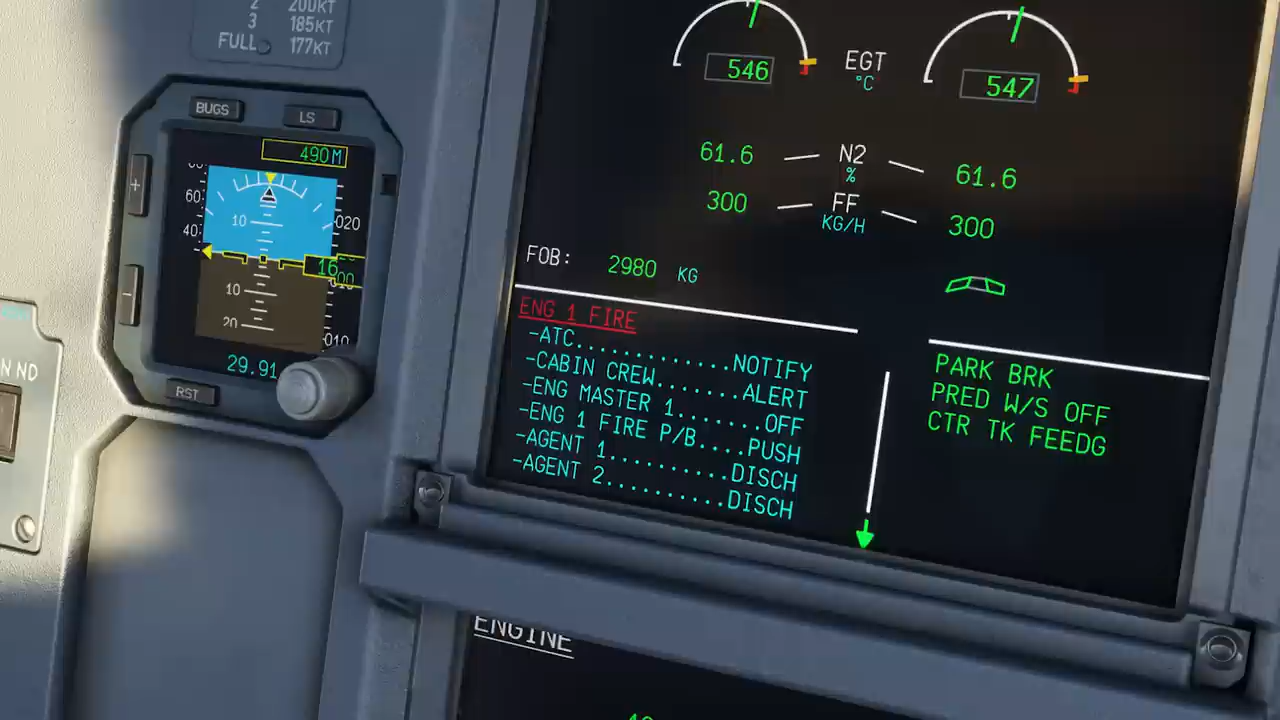 2 200KT
3 185KT
FULL 177KT
BUGS
LS
490M
60
40
10
10
20
020
16
00
010
29.91
RST
+
-
N ND
546
EGT
°C
547
61.6
N2
%
61.6
300
FF
KG/H
300
FOB: 2980 KG
ENG 1 FIRE
-ATC.............NOTIFY
-CABIN CREW.......ALERT
-ENG MASTER 1.......OFF
-ENG 1 FIRE P/B....PUSH
-AGENT 1..........DISCH
-AGENT 2..........DISCH
PARK BRK
PRED W/S OFF
CTR TK FEEDG
ENGINE